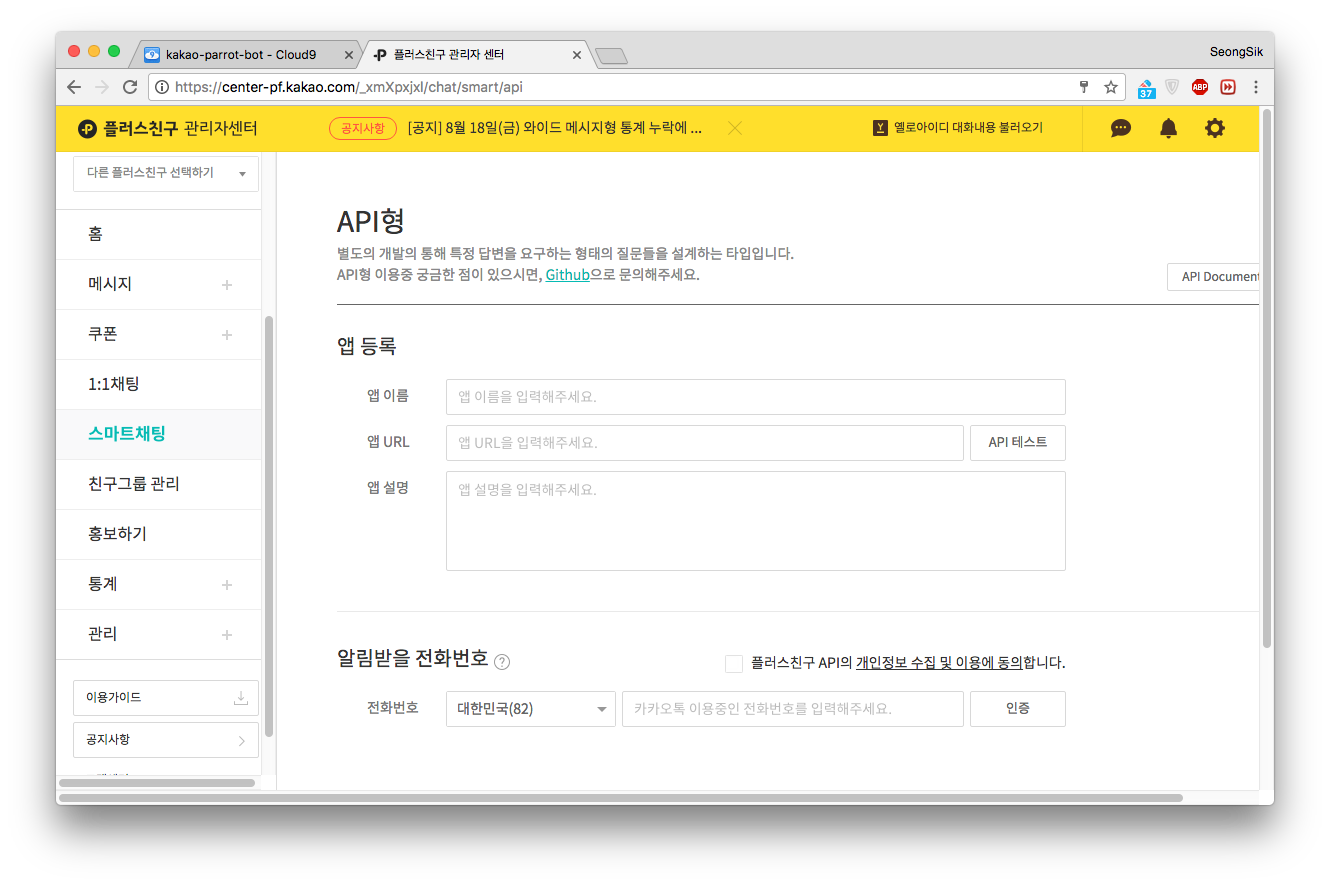 kakao-parrot-bot - Cloud9
플러스친구 관리자 센터
SeongSik
https://center-pf.kakao.com/_xmXpxjxl/chat/smart/api
37
ABP
플러스친구 관리자센터
공지사항
[공지] 8월 18일(금) 와이드 메시지형 통계 누락에 ...
옐로아이디 대화내용 불러오기
다른 플러스친구 선택하기
홈
메시지
쿠폰
1:1채팅
스마트채팅
친구그룹 관리
홍보하기
통계
관리
이용가이드
공지사항
API형
별도의 개발의 통해 특정 답변을 요구하는 형태의 질문들을 설계하는 타입입니다.
API형 이용중 궁금한 점이 있으시면, Github으로 문의해주세요.
API Document
앱 등록
앱 이름
앱 이름을 입력해주세요.
앱 URL
앱 URL을 입력해주세요.
API 테스트
앱 설명
앱 설명을 입력해주세요.
알림받을 전화번호 ?
플러스친구 API의 개인정보 수집 및 이용에 동의합니다.
전화번호
대한민국(82)
카카오톡 이용중인 전화번호를 입력해주세요.
인증